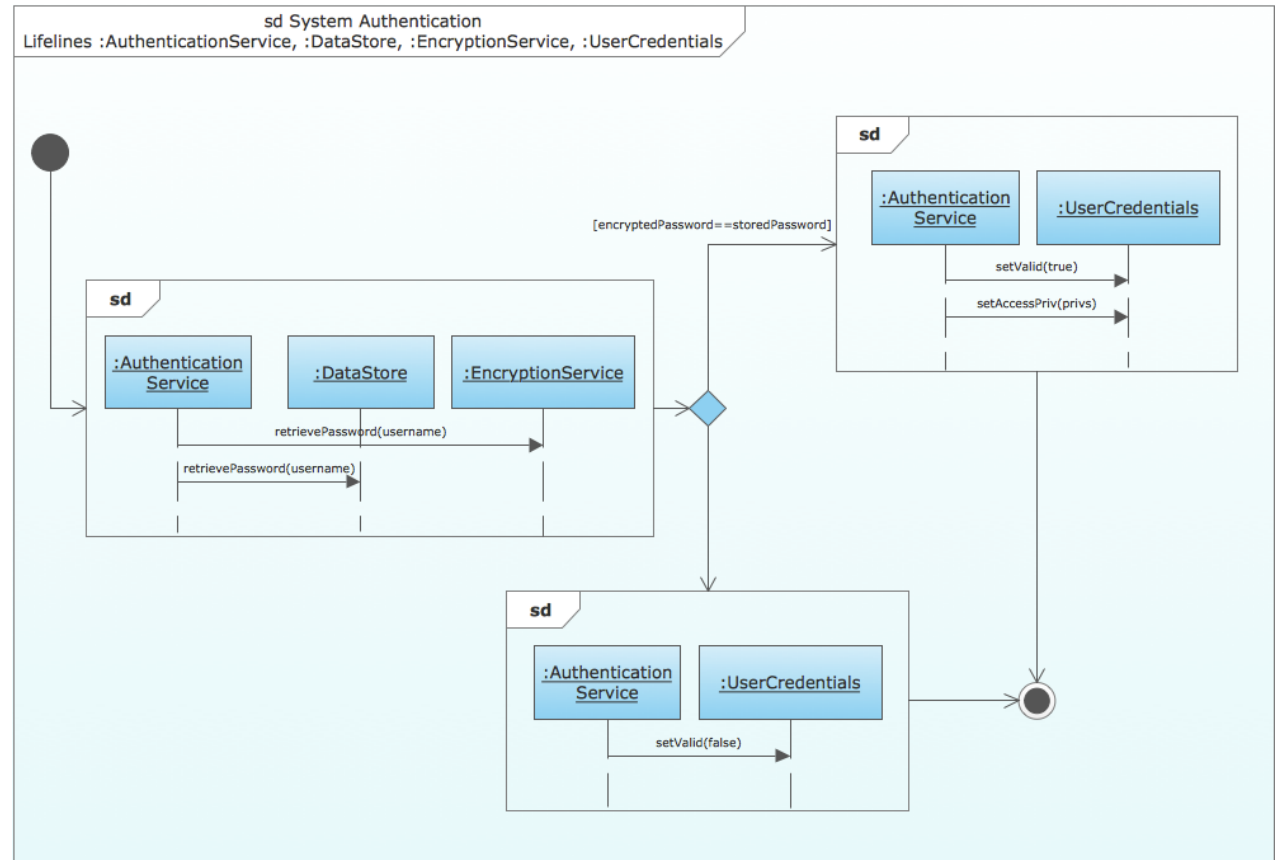 sd System Authentication
Lifelines :AuthenticationService, :DataStore, :EncryptionService, :UserCredentials
sd
:Authentication
Service
:UserCredentials
[encryptedPassword==storedPassword]
setValid(true)
setAccessPriv(privs)
sd
:Authentication
Service
:DataStore
:EncryptionService
retrievePassword(username)
retrievePassword(username)
sd
:Authentication
Service
:UserCredentials
setValid(false)